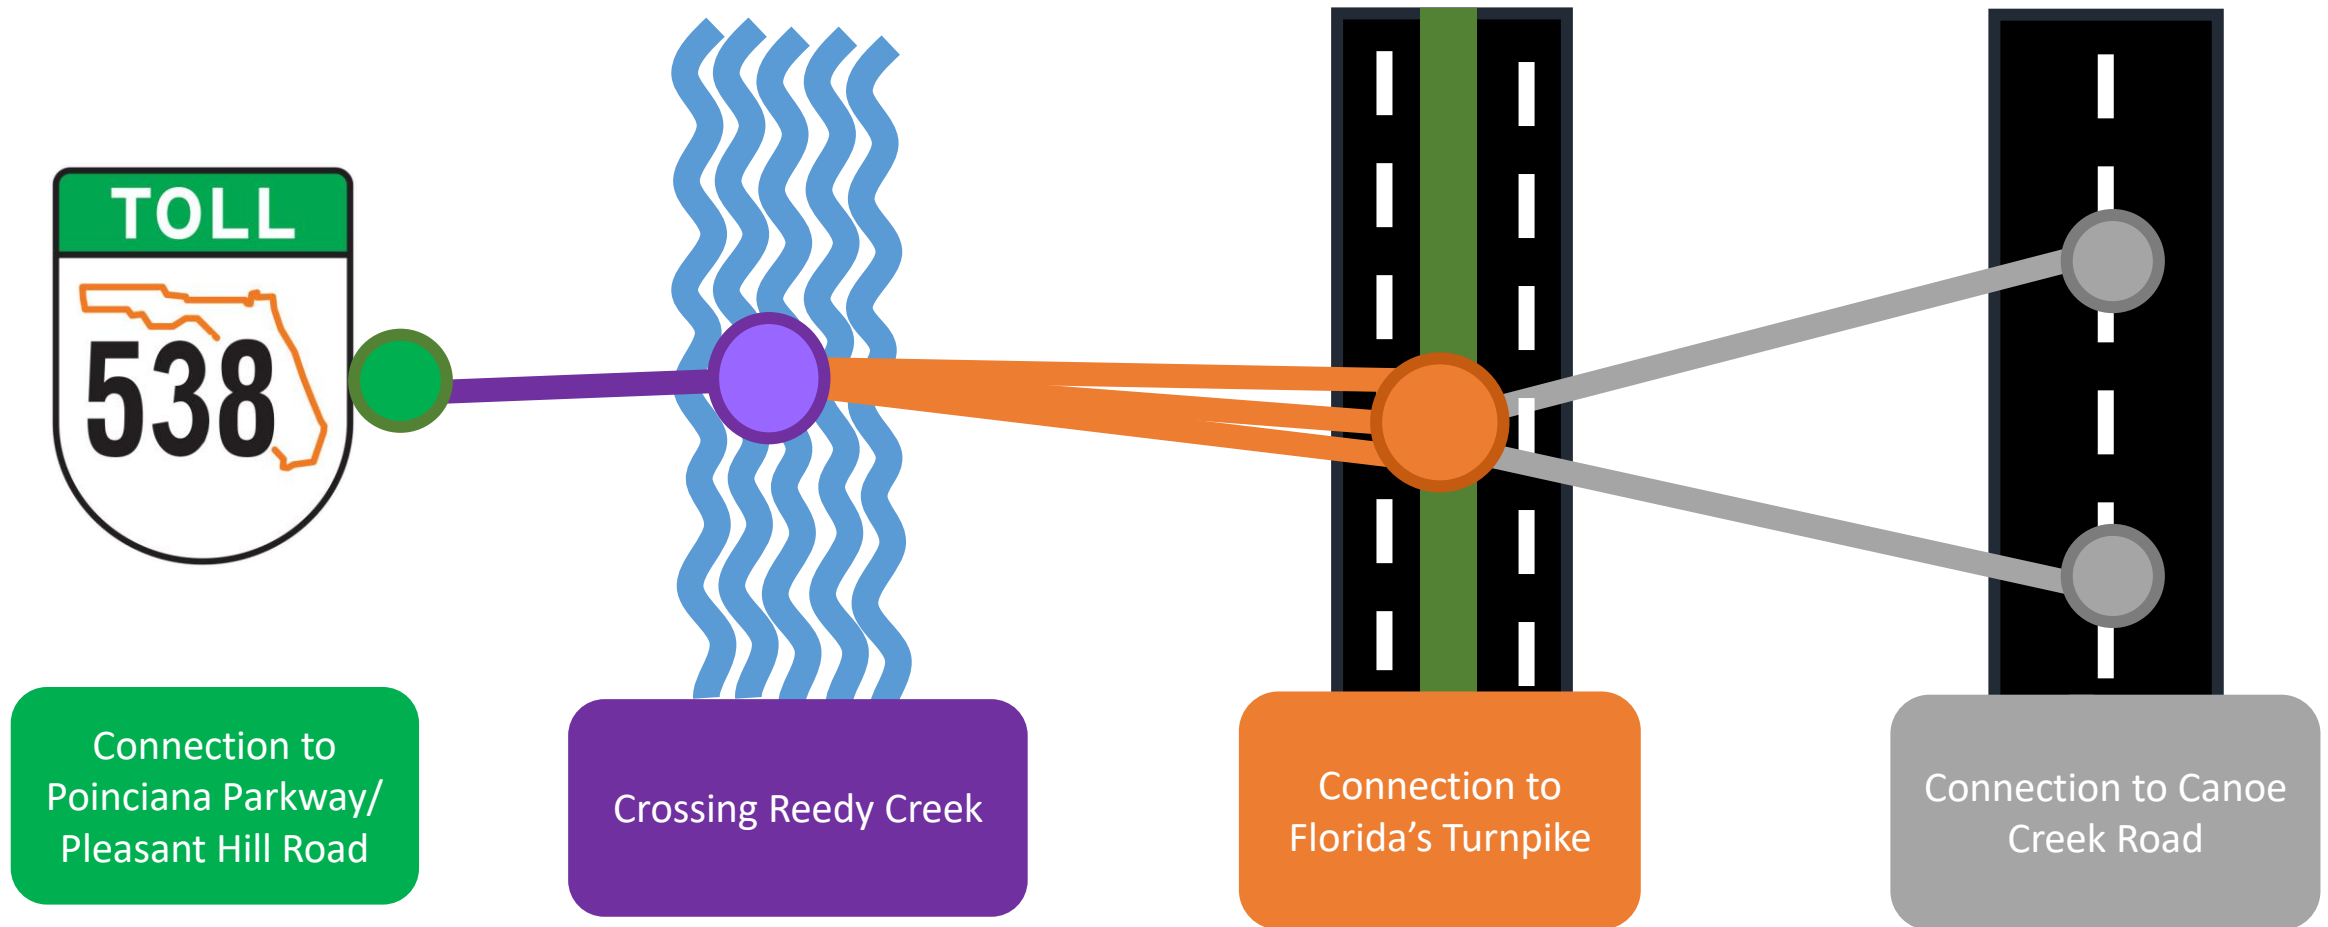 TOLL
538
Connection to
Poinciana Parkway/
Pleasant Hill Road
Crossing Reedy Creek
Connection to
Florida’s Turnpike
Connection to Canoe
Creek Road